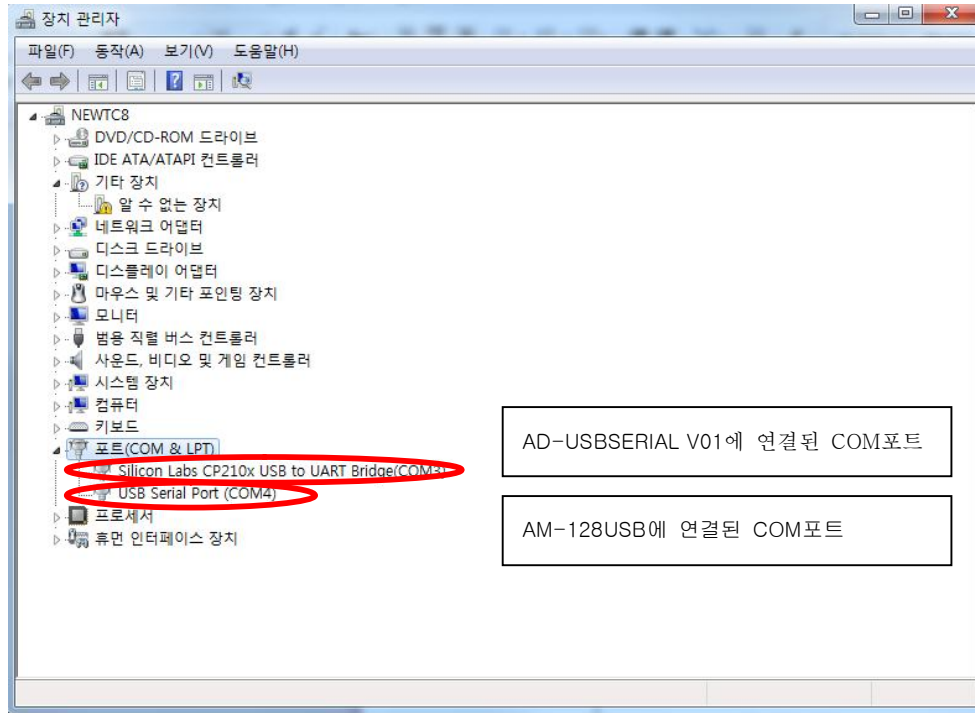 장치 관리자
파일(F) 동작(A) 보기(V) 도움말(H)
NEWTC8
DVD/CD-ROM 드라이브
IDE ATA/ATAPI 컨트롤러
기타 장치
알 수 없는 장치
네트워크 어댑터
디스크 드라이브
디스플레이 어댑터
마우스 및 기타 포인팅 장치
모니터
범용 직렬 버스 컨트롤러
사운드, 비디오 및 게임 컨트롤러
시스템 장치
컴퓨터
키보드
포트(COM & LPT)
Silicon Labs CP210x USB to UART Bridge(COM3)
USB Serial Port (COM4)
프로세서
휴먼 인터페이스 장치
AD-USBSERIAL V01에 연결된 COM포트
AM-128USB에 연결된 COM포트